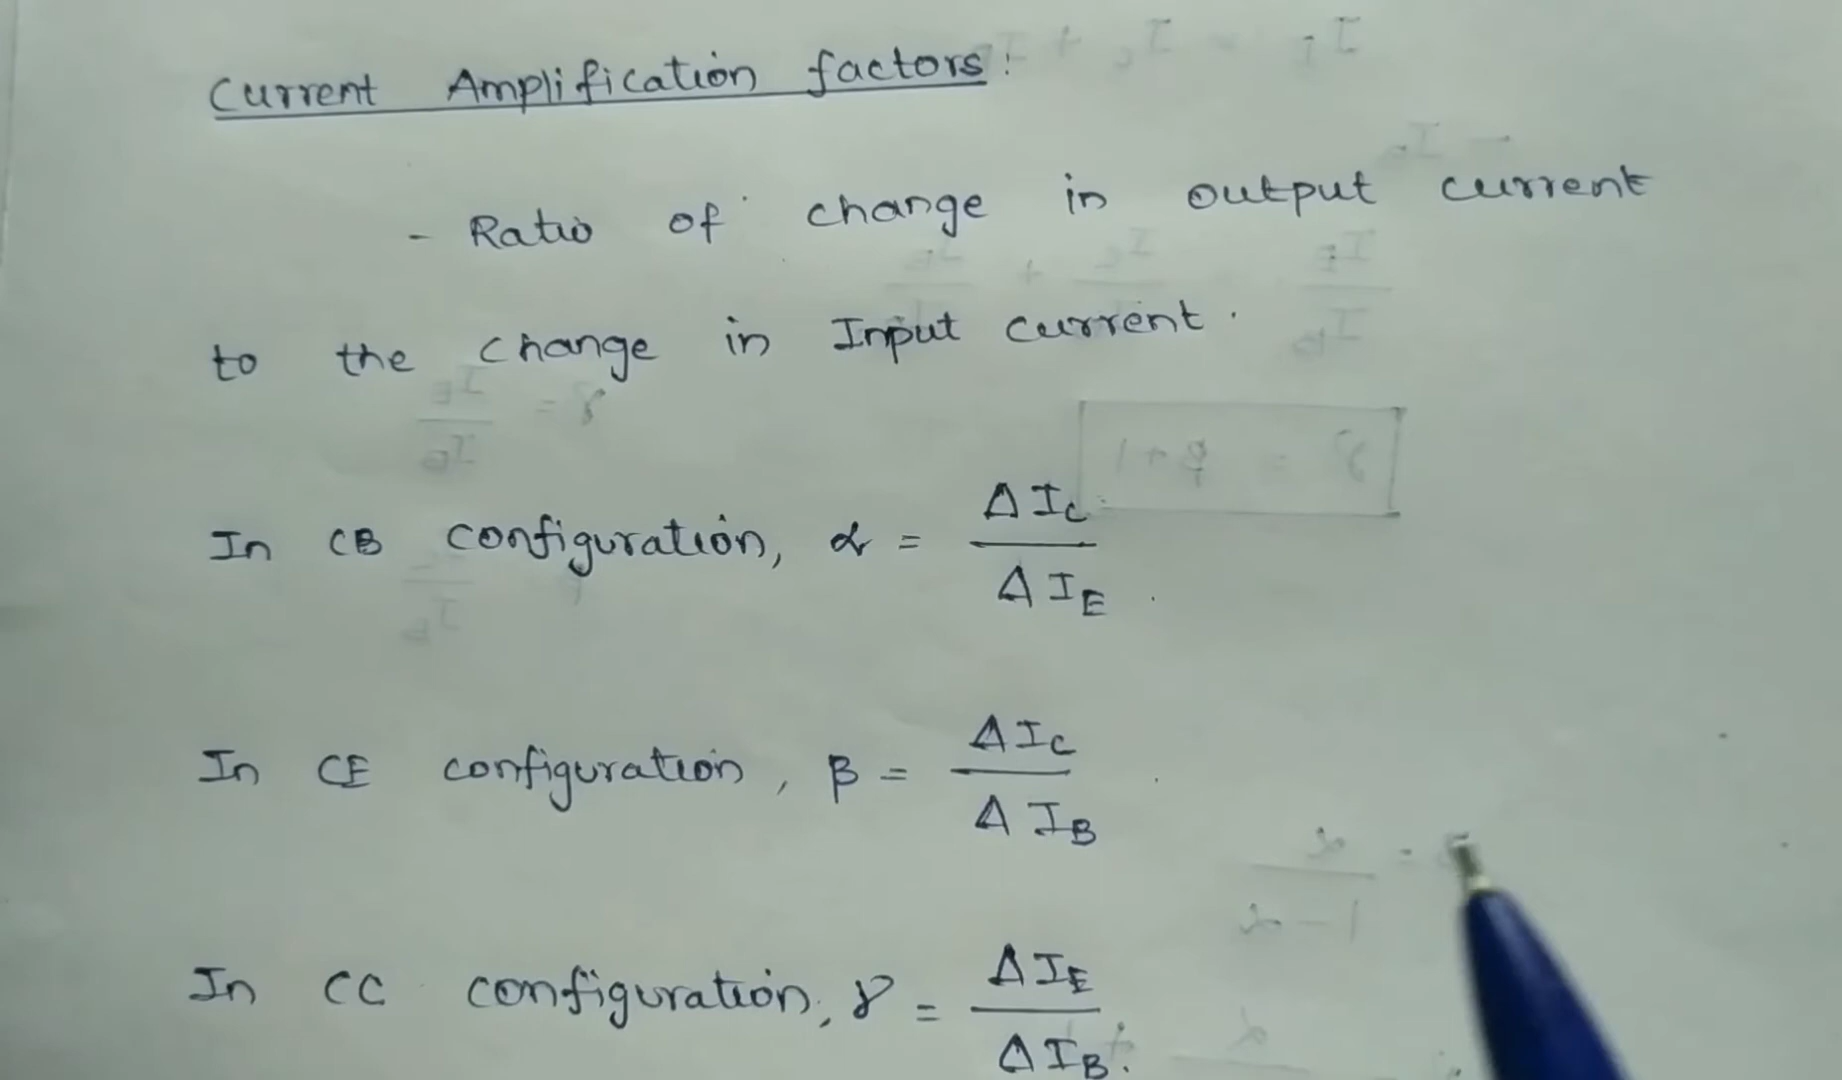 Current Amplification factors:
- Ratio of change in output current
to the change in Input current.
In CB configuration, α = ΔIC / ΔIE
In CE configuration, β = ΔIC / ΔIB
In CC configuration, γ = ΔIE / ΔIB.